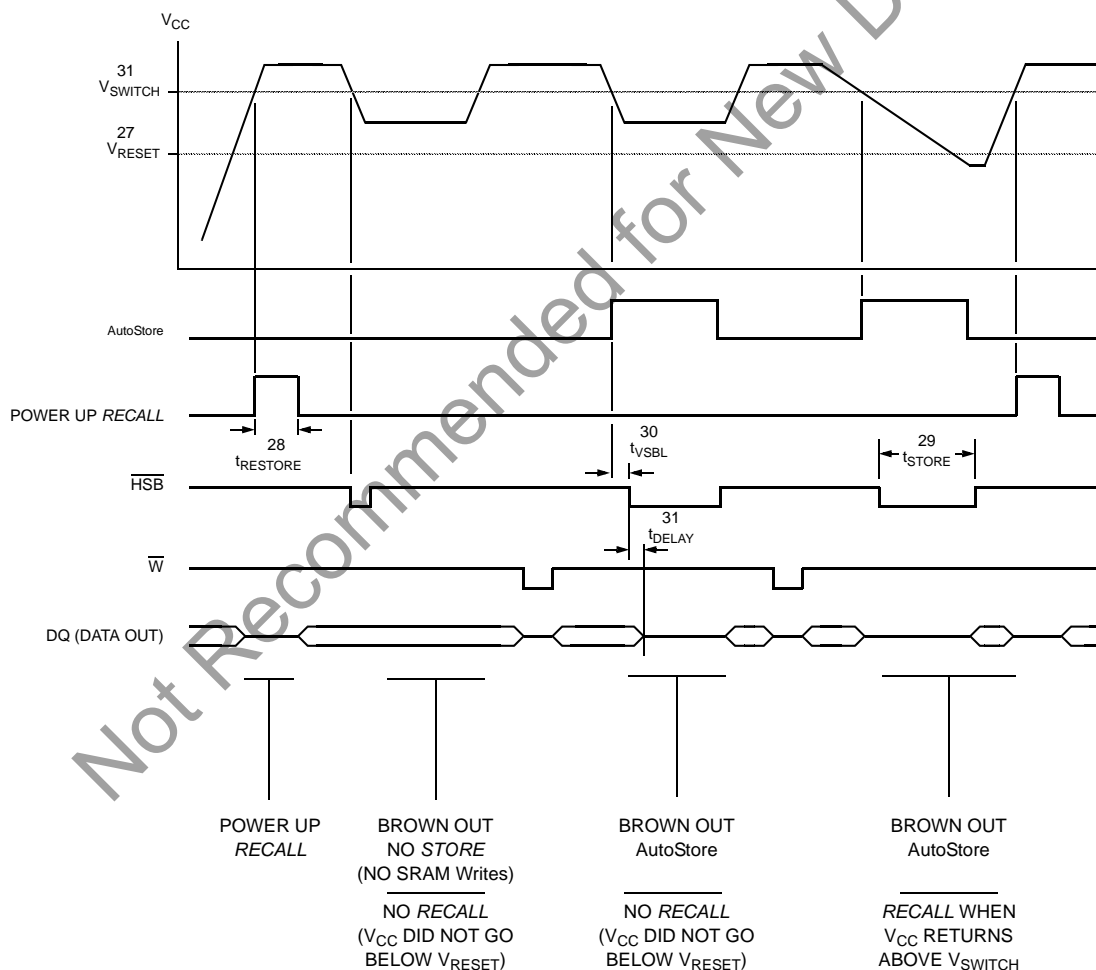 VCC
31
VSWITCH
27
VRESET
AutoStore
POWER UP RECALL
28
tRESTORE
30
tVSBL
29
tSTORE
HSB
31
tDELAY
W
DQ (DATA OUT)
POWER UP
RECALL
BROWN OUT
NO STORE
(NO SRAM Writes)
NO RECALL
(VCC DID NOT GO
BELOW VRESET)
BROWN OUT
AutoStore
NO RECALL
(VCC DID NOT GO
BELOW VRESET)
BROWN OUT
AutoStore
RECALL WHEN
VCC RETURNS
ABOVE VSWITCH
Not Recommended for New D